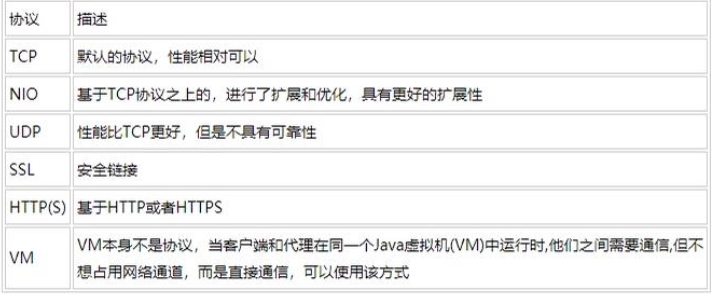 协议 描述
TCP 默认的协议，性能相对可以
NIO 基于TCP协议之上的，进行了扩展和优化，具有更好的扩展性
UDP 性能比TCP更好，但是不具有可靠性
SSL 安全链接
HTTP(S) 基于HTTP或者HTTPS
VM VM本身不是协议，当客户端和代理在同一个Java虚拟机(VM)中运行时,他们之间需要通信,但不
想占用网络通道，而是直接通信，可以使用该方式